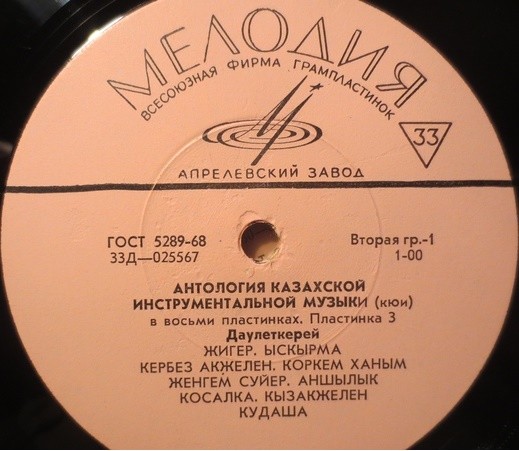 МЕЛОДИЯ
ВСЕСОЮЗНАЯ ФИРМА ГРАМПЛАСТИНОК
33
АПРЕЛЕВСКИЙ ЗАВОД
ГОСТ 5289-68 Вторая гр.-1
33Д—025567 1-00
АНТОЛОГИЯ КАЗАХСКОЙ
ИНСТРУМЕНТАЛЬНОЙ МУЗЫКИ (кюи)
в восьми пластинках. Пластинка 3
Даулеткерей
ЖИГЕР. ЫСКЫРМА
КЕРБЕЗ АКЖЕЛЕН. КОРКЕМ ХАНЫМ
ЖЕНГЕМ СУЙЕР. АНШЫЛЫК
КОСАЛКА. КЫЗАКЖЕЛЕН
КУДАША